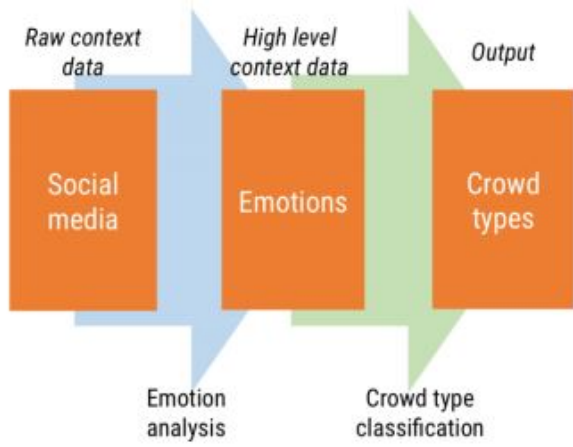 Raw context
data
High level
context data
Output
Social
media
Emotions
Crowd
types
Emotion
analysis
Crowd type
classification